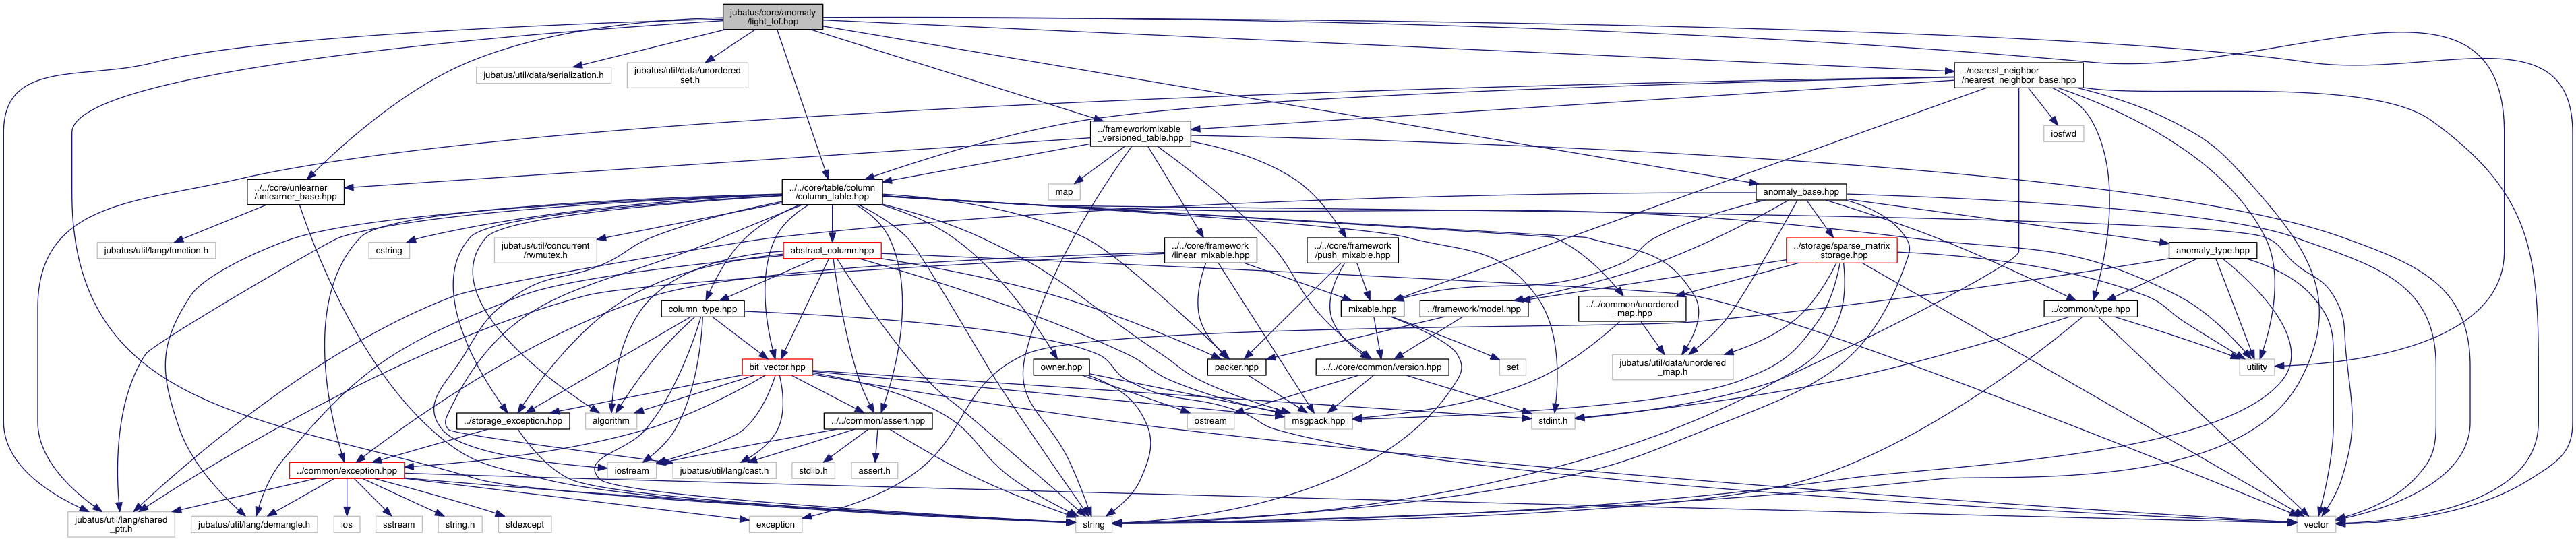 jubatus/core/anomaly
/light_lof.hpp
../nearest_neighbor
/nearest_neighbor_base.hpp
jubatus/util/data/serialization.h
jubatus/util/data/unordered
_set.h
../framework/mixable
_versioned_table.hpp
iosfwd
../../core/unlearner
/unlearner_base.hpp
../../core/table/column
/column_table.hpp
map
anomaly_base.hpp
jubatus/util/lang/function.h
cstring
jubatus/util/concurrent
/rwmutex.h
abstract_column.hpp
../../core/framework
/linear_mixable.hpp
../../core/framework
/push_mixable.hpp
../storage/sparse_matrix
_storage.hpp
anomaly_type.hpp
column_type.hpp
mixable.hpp
../framework/model.hpp
../../common/unordered
_map.hpp
../common/type.hpp
bit_vector.hpp
owner.hpp
packer.hpp
../../core/common/version.hpp
set
jubatus/util/data/unordered
_map.h
utility
../storage_exception.hpp
algorithm
../../common/assert.hpp
ostream
msgpack.hpp
stdint.h
../common/exception.hpp
iostream
jubatus/util/lang/cast.h
stdlib.h
assert.h
jubatus/util/lang/shared
_ptr.h
jubatus/util/lang/demangle.h
ios
sstream
string.h
stdexcept
exception
string
vector